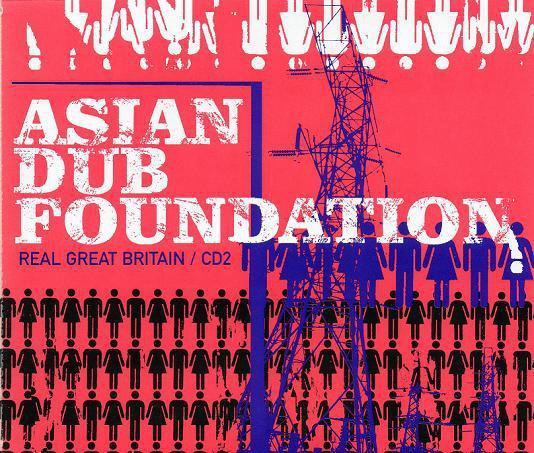 ASIAN
DUB
FOUNDATION
REAL GREAT BRITAIN / CD2